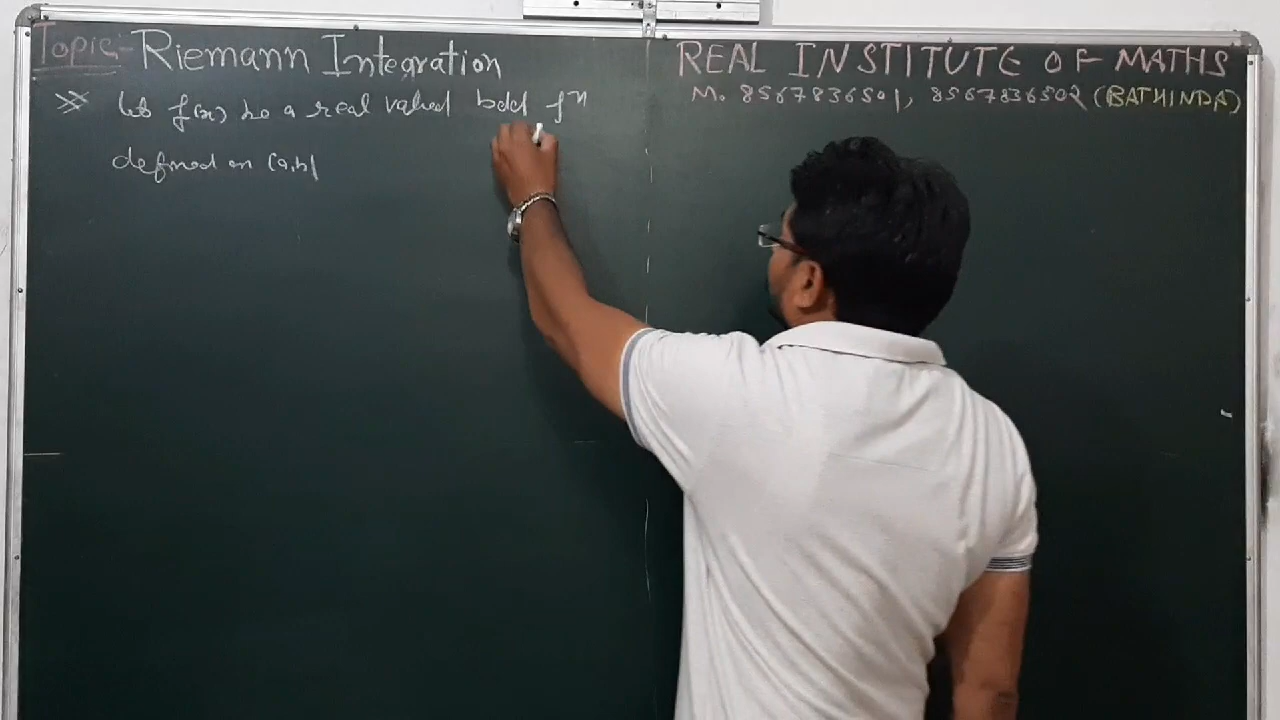 Topic:- Riemann Integration
Let f(x) be a real valued bdd fⁿ
defined on [a,b]
REAL INSTITUTE OF MATHS
M. 8567836501, 8567836502 (BATHINDA)